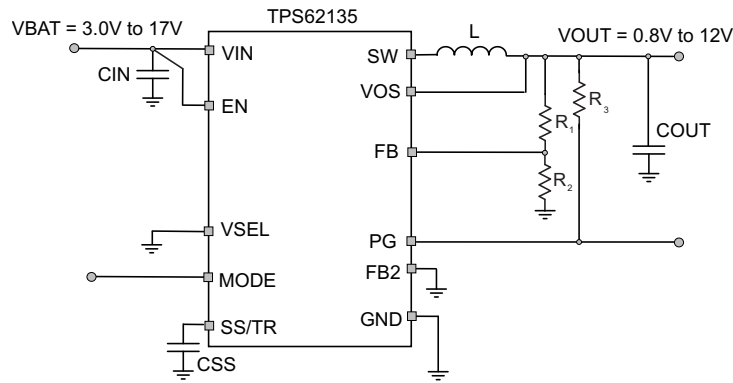 TPS62135
VBAT = 3.0V to 17V
VIN
SW
L
VOUT = 0.8V to 12V
CIN
EN
VOS
R3
R1
COUT
FB
R2
VSEL
PG
MODE
FB2
SS/TR
GND
CSS